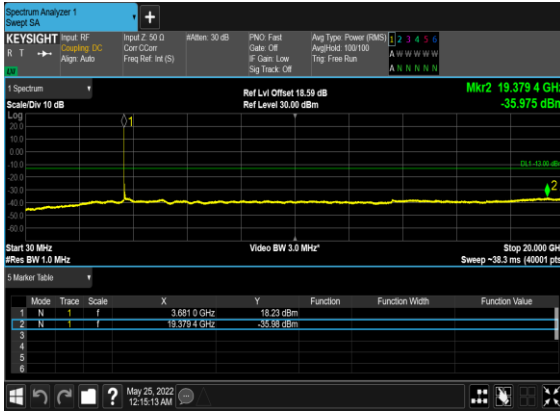 Spectrum Analyzer 1
Swept SA
+
KEYSIGHT Input: RF Input Z: 50 Ω #Atten: 30 dB PNO: Fast Avg Type: Power (RMS) 1 2 3 4 5 6
R T Coupling: DC Corr CCorr Gate: Off Avg|Hold: 100/100 A W W W W W
Align: Auto Freq Ref: Int (S) IF Gain: Low Trig: Free Run
Sig Track: Off A N N N N N
1 Spectrum Ref Lvl Offset 18.59 dB Mkr2 19.379 4 GHz
Scale/Div 10 dB Ref Level 30.00 dBm -35.975 dBm
Log
20.0
10.0
0.00
-10.0
-20.0
-30.0
-40.0
-50.0
-60.0
1
DL1 -13.00 dBm
2
Start 30 MHz Video BW 3.0 MHz* Stop 20.000 GHz
#Res BW 1.0 MHz Sweep ~38.3 ms (40001 pts)
5 Marker Table
Mode Trace Scale X Y Function Function Width Function Value
1 N 1 f 3.681 0 GHz 18.23 dBm
2 N 1 f 19.379 4 GHz -35.98 dBm
3
4
5
6
? May 25, 2022
12:15:13 AM